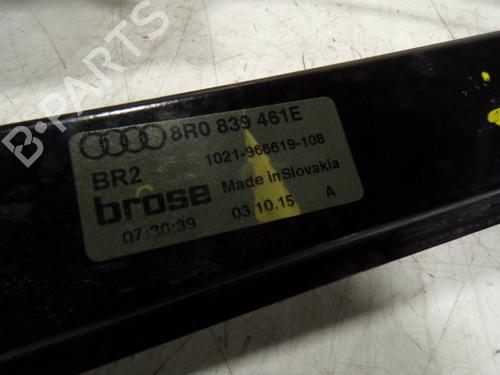 B-PARTS
8R0 839 461E
1021-966619-108
BR2
brose
Made in Slovakia
07:30:39
03.10.15
A